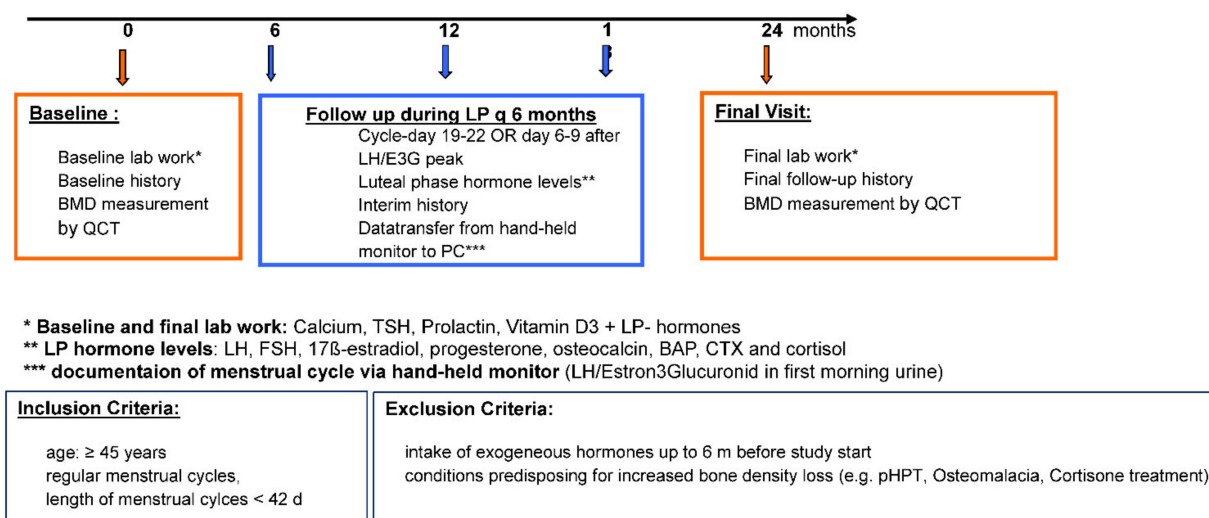 0 6 12 18 24 months
Baseline :
Baseline lab work*
Baseline history
BMD measurement
by QCT
Follow up during LP q 6 months
Cycle-day 19-22 OR day 6-9 after
LH/E3G peak
Luteal phase hormone levels**
Interim history
Datatransfer from hand-held
monitor to PC***
Final Visit:
Final lab work*
Final follow-up history
BMD measurement by QCT
* Baseline and final lab work: Calcium, TSH, Prolactin, Vitamin D3 + LP- hormones
** LP hormone levels: LH, FSH, 17ß-estradiol, progesterone, osteocalcin, BAP, CTX and cortisol
*** documentaion of menstrual cycle via hand-held monitor (LH/Estron3Glucuronid in first morning urine)
Inclusion Criteria:
age: ≥ 45 years
regular menstrual cycles,
length of menstrual cylces < 42 d
Exclusion Criteria:
intake of exogeneous hormones up to 6 m before study start
conditions predisposing for increased bone density loss (e.g. pHPT, Osteomalacia, Cortisone treatment)